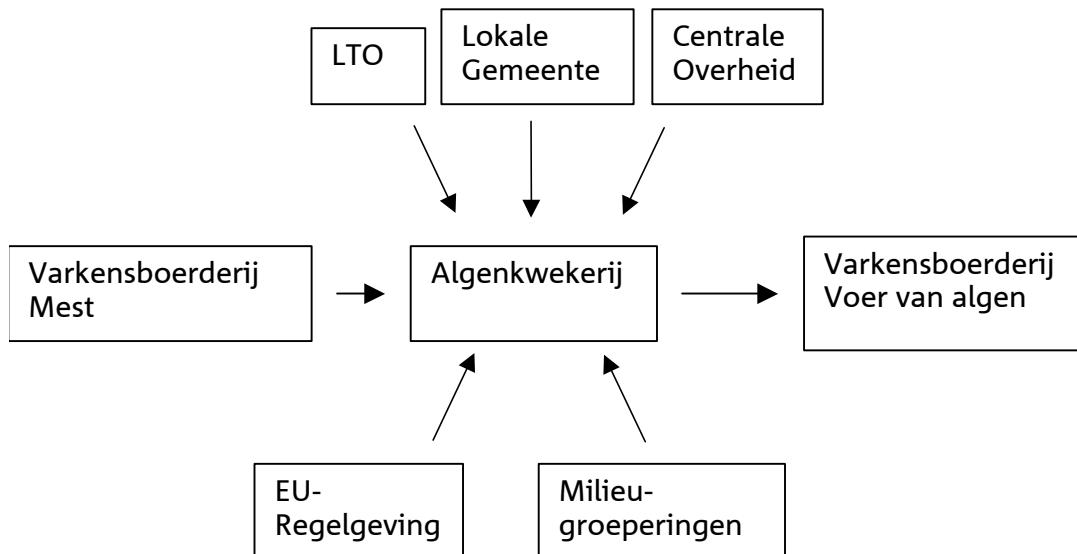 LTO
Lokale
Gemeente
Centrale
Overheid
Varkensboerderij
Mest
Algenkwekerij
Varkensboerderij
Voer van algen
EU-
Regelgeving
Milieu-
groeperingen